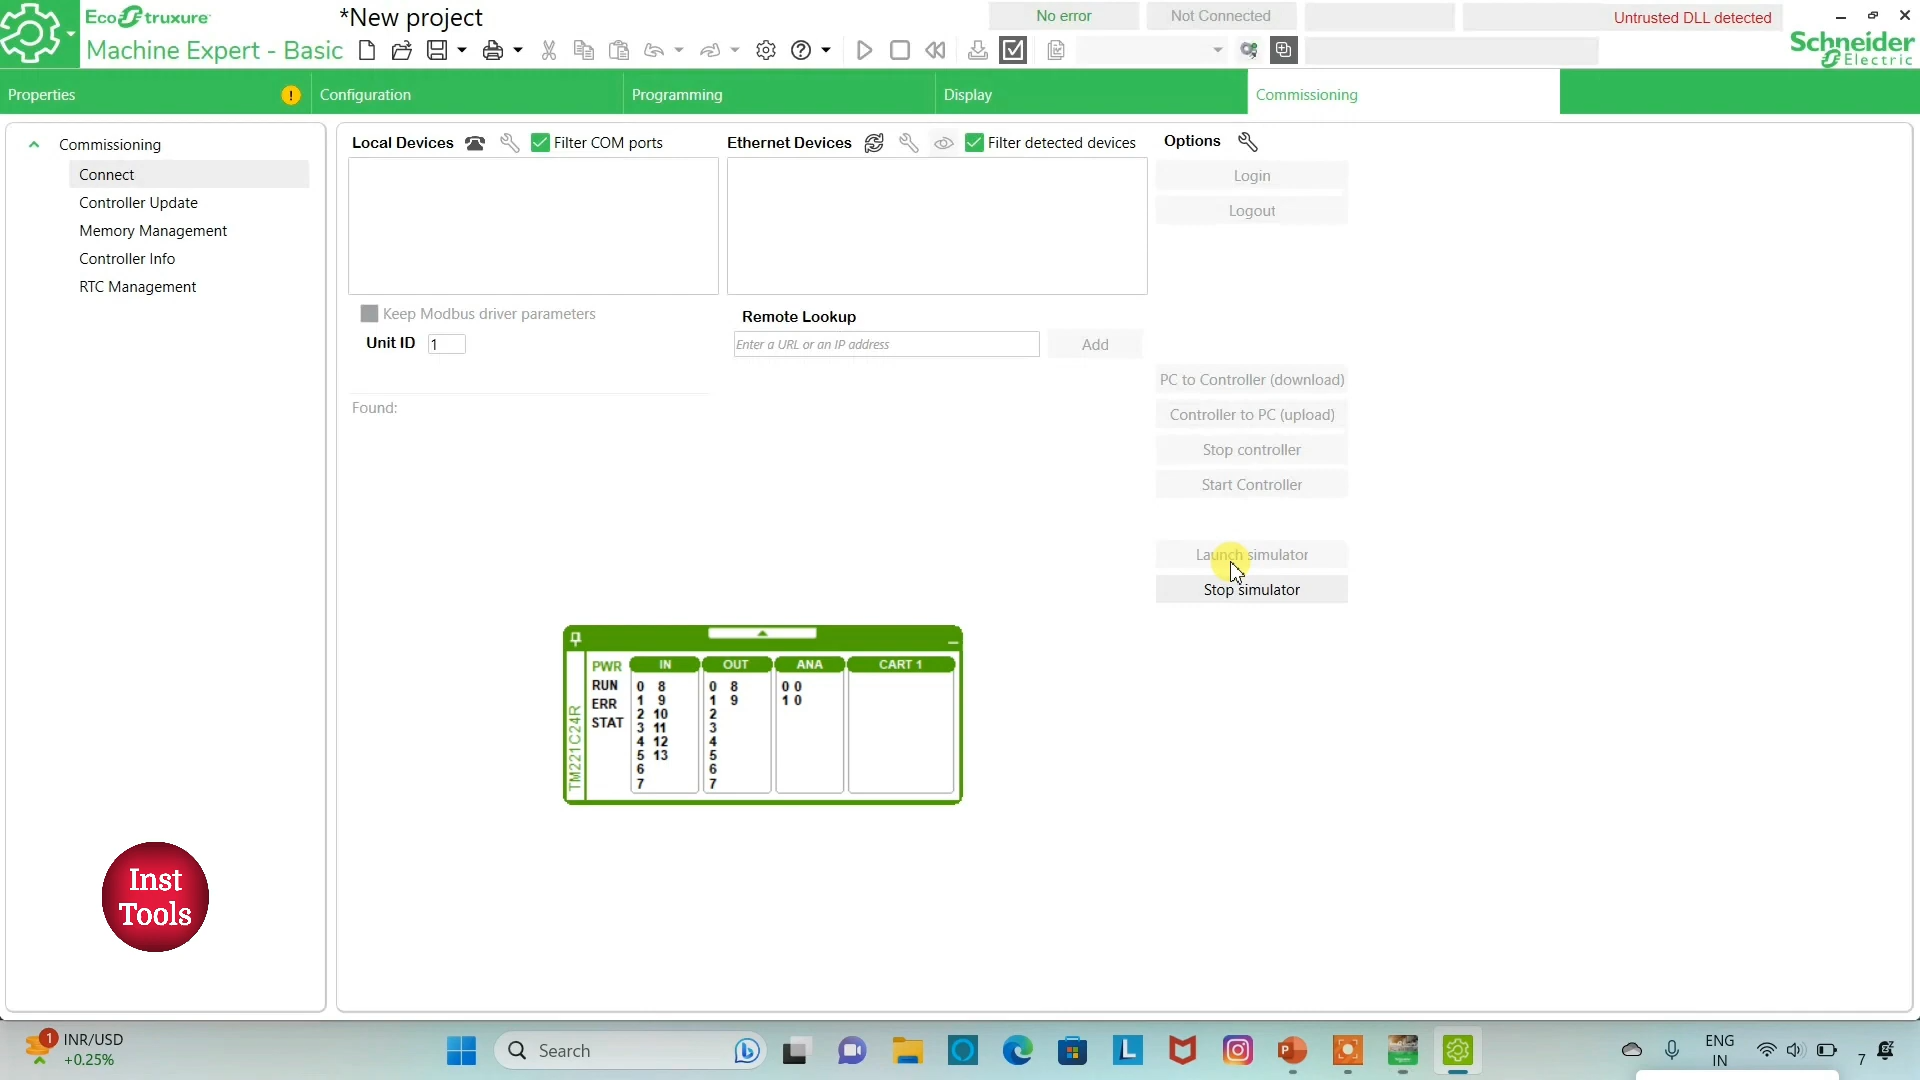 EcoStruxure
Machine Expert - Basic
*New project
No error
Not Connected
Untrusted DLL detected
Schneider
Electric
Properties
Configuration
Programming
Display
Commissioning
Commissioning
Connect
Controller Update
Memory Management
Controller Info
RTC Management
Local Devices
Filter COM ports
Ethernet Devices
Filter detected devices
Options
Login
Logout
Keep Modbus driver parameters
Unit ID 1
Remote Lookup
Enter a URL or an IP address
Add
Found:
PC to Controller (download)
Controller to PC (upload)
Stop controller
Start Controller
Launch simulator
Stop simulator
TM221C24R
PWR IN OUT ANA CART 1
RUN 0 8 0 8 0 0
ERR 1 9 1 9 1 0
STAT 2 10 2
3 11 3
4 12 4
5 13 5
6 6
7 7
Inst
Tools
1 INR/USD
+0.25%
Search
ENG
IN
7